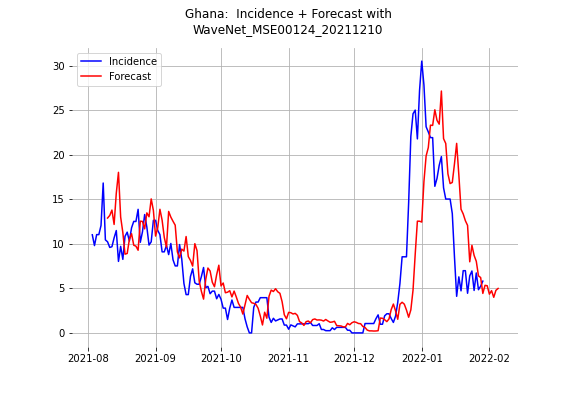 Ghana:  Incidence + Forecast with
WaveNet_MSE00124_20211210
Incidence
Forecast
30
25
20
15
10
5
0
2021-08 2021-09 2021-10 2021-11 2021-12 2022-01 2022-02